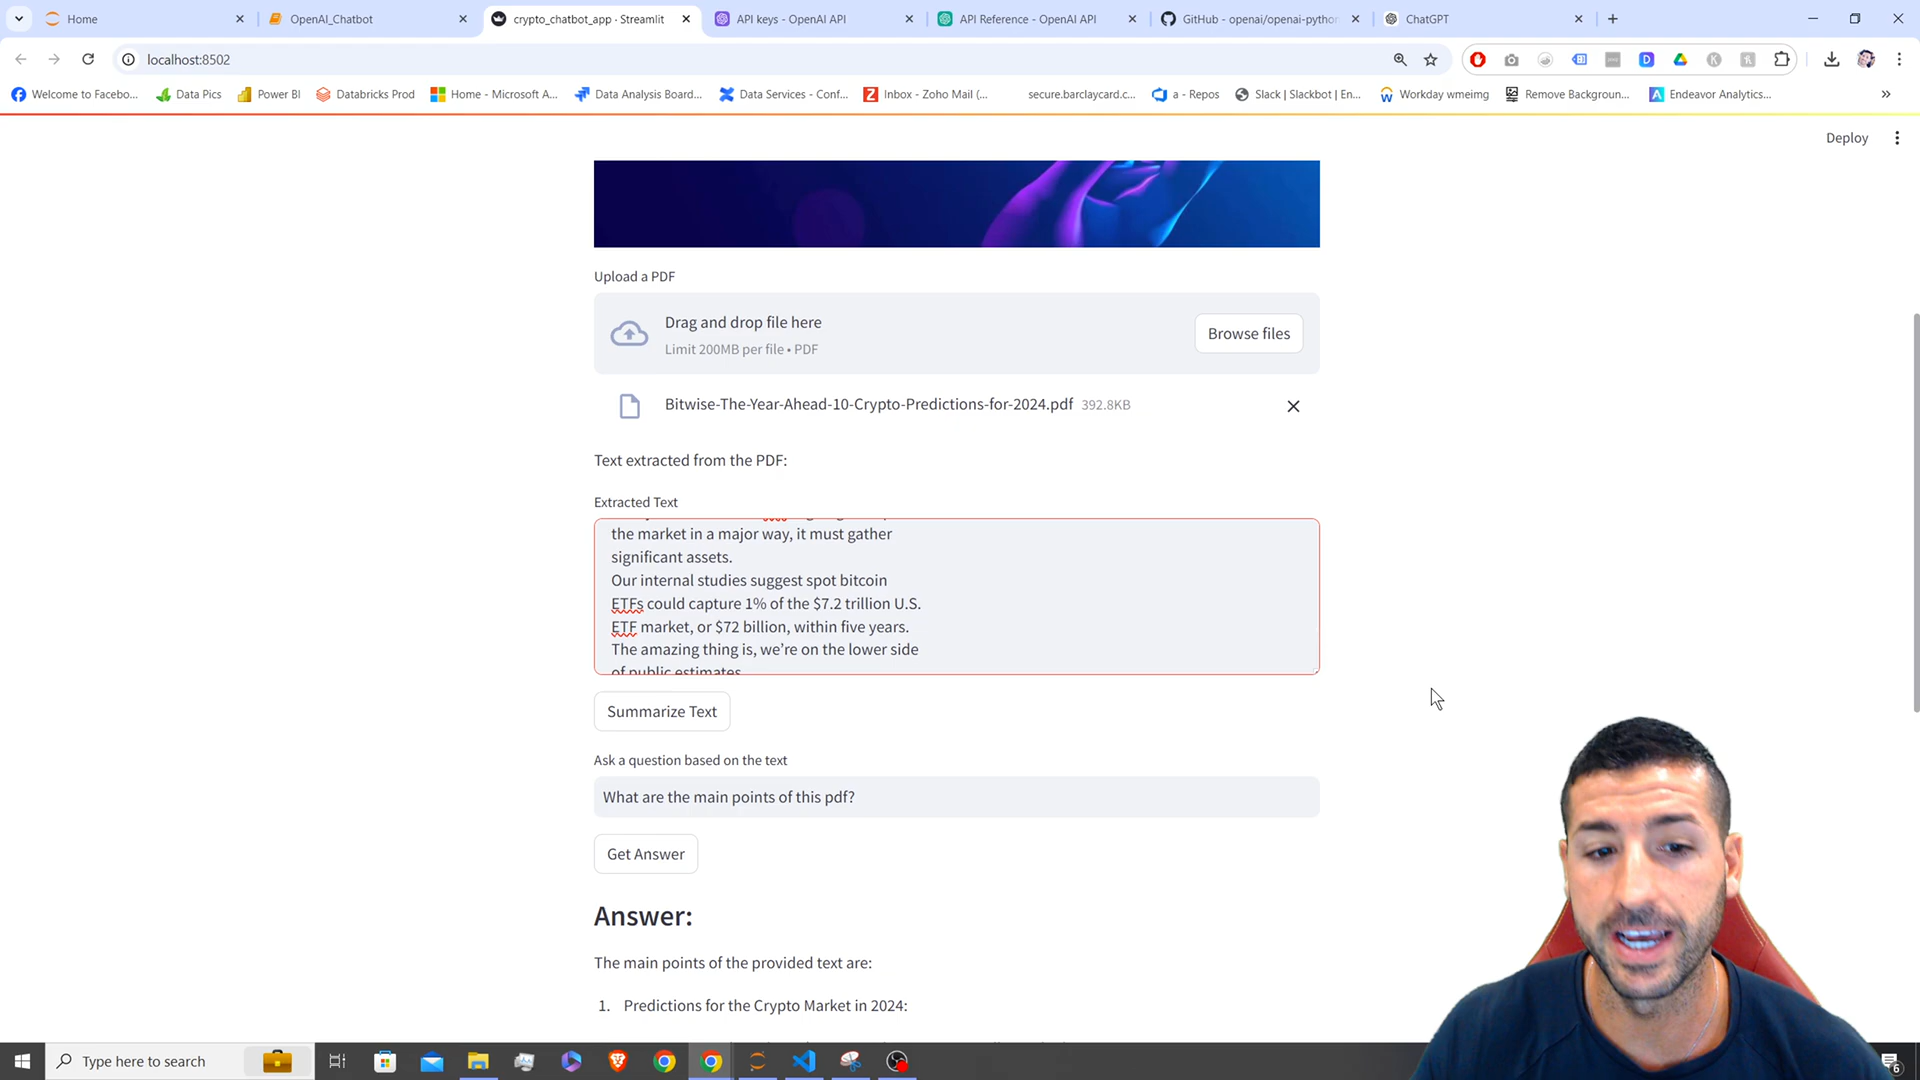 Home
OpenAI_Chatbot
crypto_chatbot_app · Streamlit
API keys - OpenAI API
API Reference - OpenAI API
GitHub - openai/openai-python
ChatGPT
localhost:8502
Welcome to Facebo...
Data Pics
Power BI
Databricks Prod
Home - Microsoft A...
Data Analysis Board...
Data Services - Conf...
Inbox - Zoho Mail (...
secure.barclaycard.c...
a - Repos
Slack | Slackbot | En...
Workday wmeimg
Remove Backgroun...
Endeavor Analytics...
Deploy
Upload a PDF
Drag and drop file here
Limit 200MB per file • PDF
Browse files
Bitwise-The-Year-Ahead-10-Crypto-Predictions-for-2024.pdf 392.8KB
Text extracted from the PDF:
Extracted Text
the market in a major way, it must gather
significant assets.
Our internal studies suggest spot bitcoin
ETFs could capture 1% of the $7.2 trillion U.S.
ETF market, or $72 billion, within five years.
The amazing thing is, we're on the lower side
of public estimates.
Summarize Text
Ask a question based on the text
What are the main points of this pdf?
Get Answer
Answer:
The main points of the provided text are:
1. Predictions for the Crypto Market in 2024:
Type here to search
6